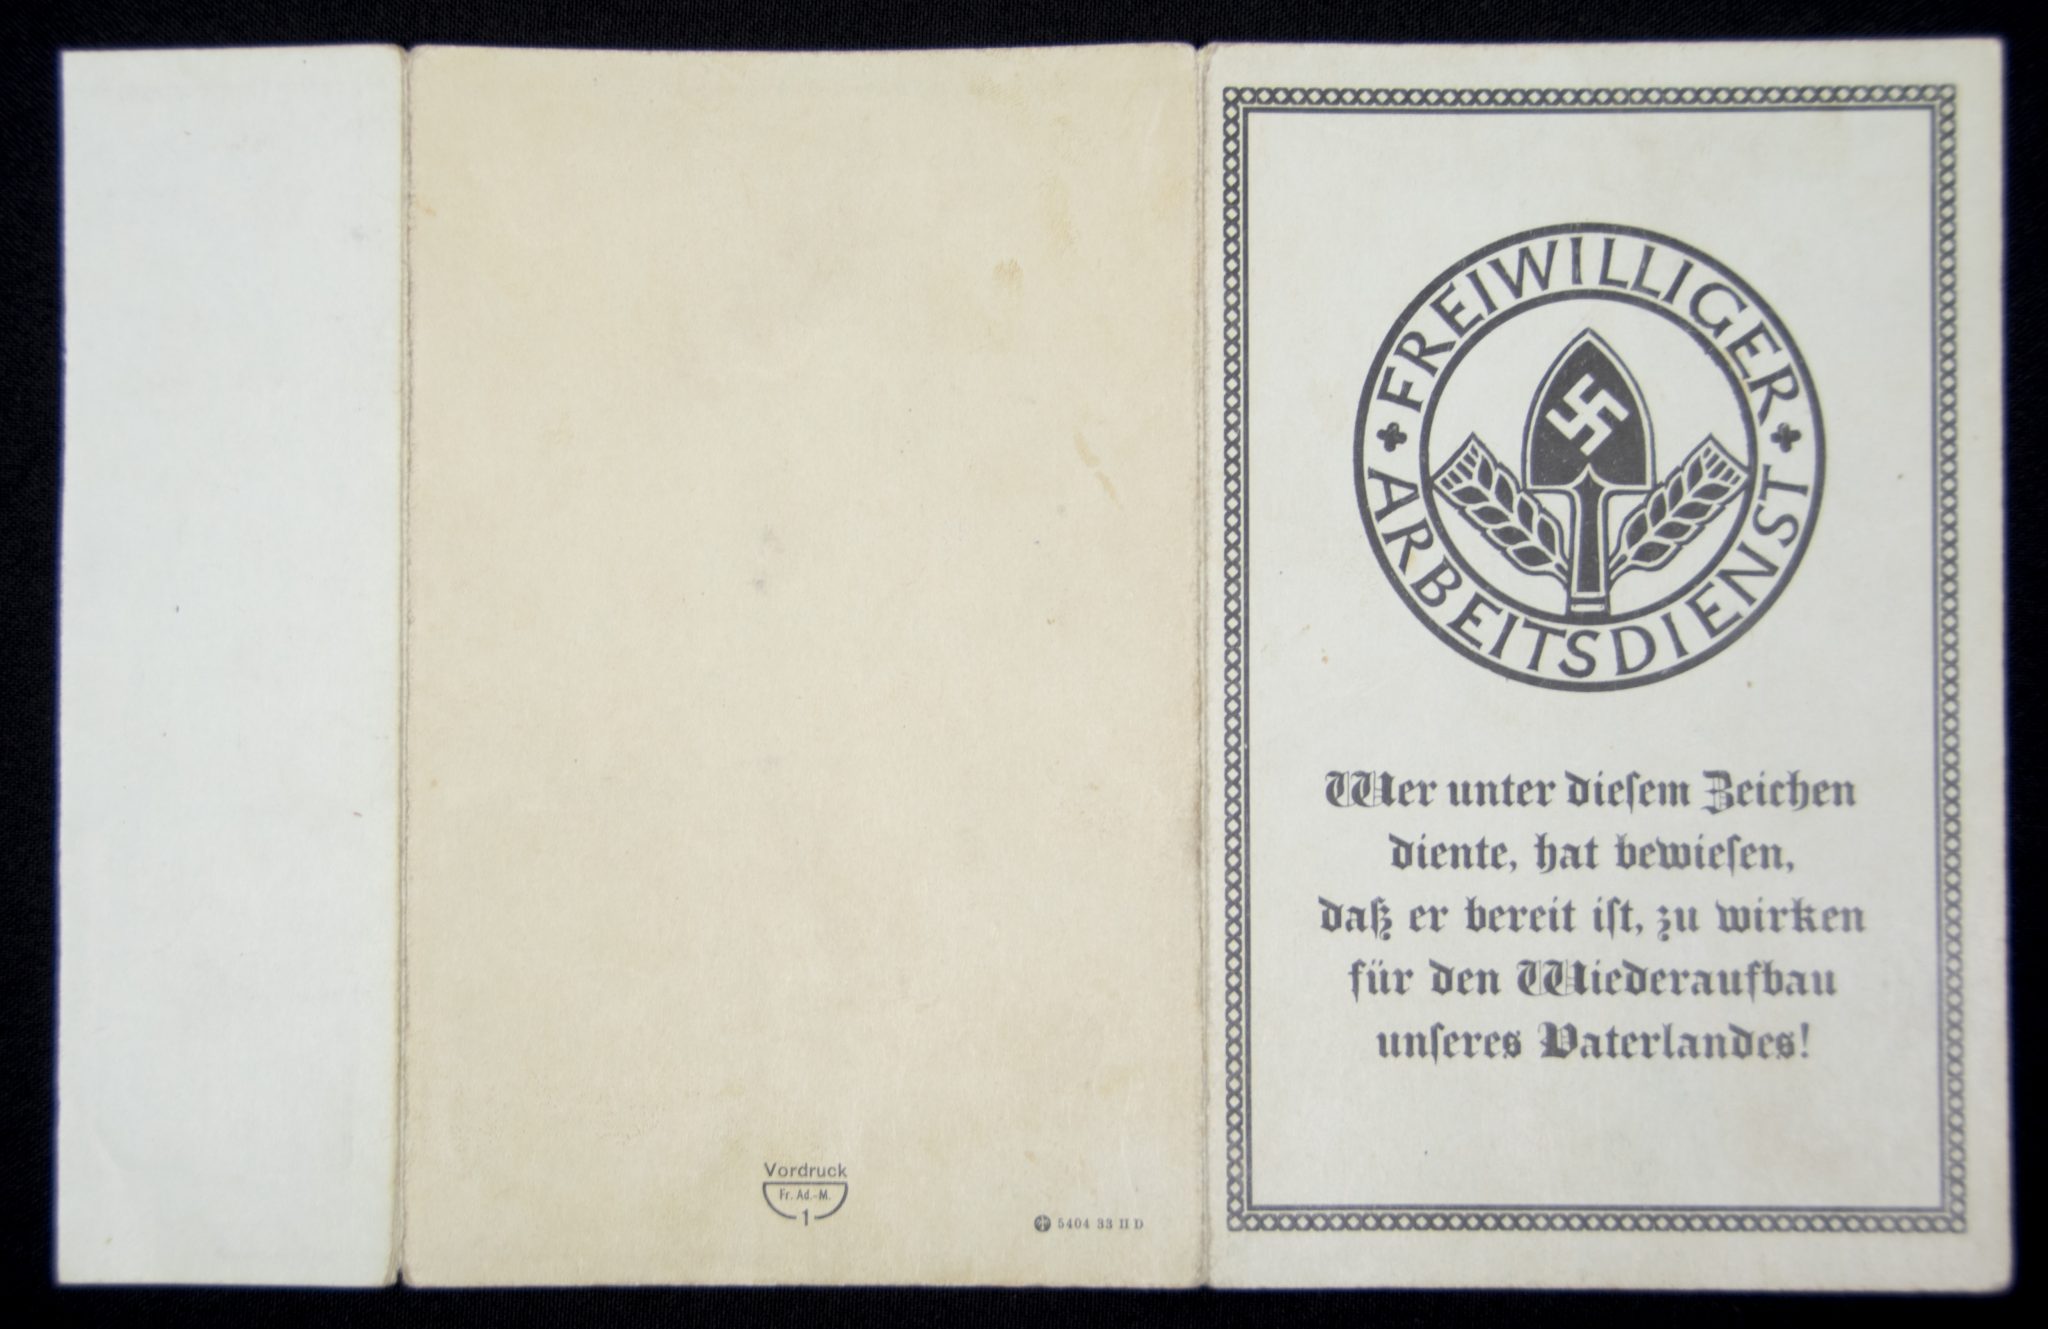 Vordruck
Fr. Ad.-M.
1
5404 33 II D
FREIWILLIGER
ARBEITSDIENST
Wer unter dieſem Zeichen
diente, hat bewieſen,
daß er bereit iſt, zu wirken
für den Wiederaufbau
unſeres Vaterlandes!